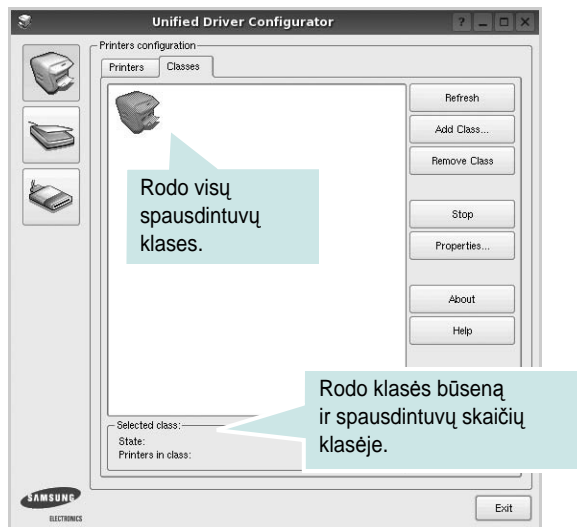 Unified Driver Configurator
Printers configuration
Printers Classes
Refresh
Add Class...
Remove Class
Rodo visų
spausdintuvų
klases.
Stop
Properties...
About
Help
Rodo klasės būseną
ir spausdintuvų skaičių
klasėje.
Selected class:
State:
Printers in class:
SAMSUNG
ELECTRONICS
Exit